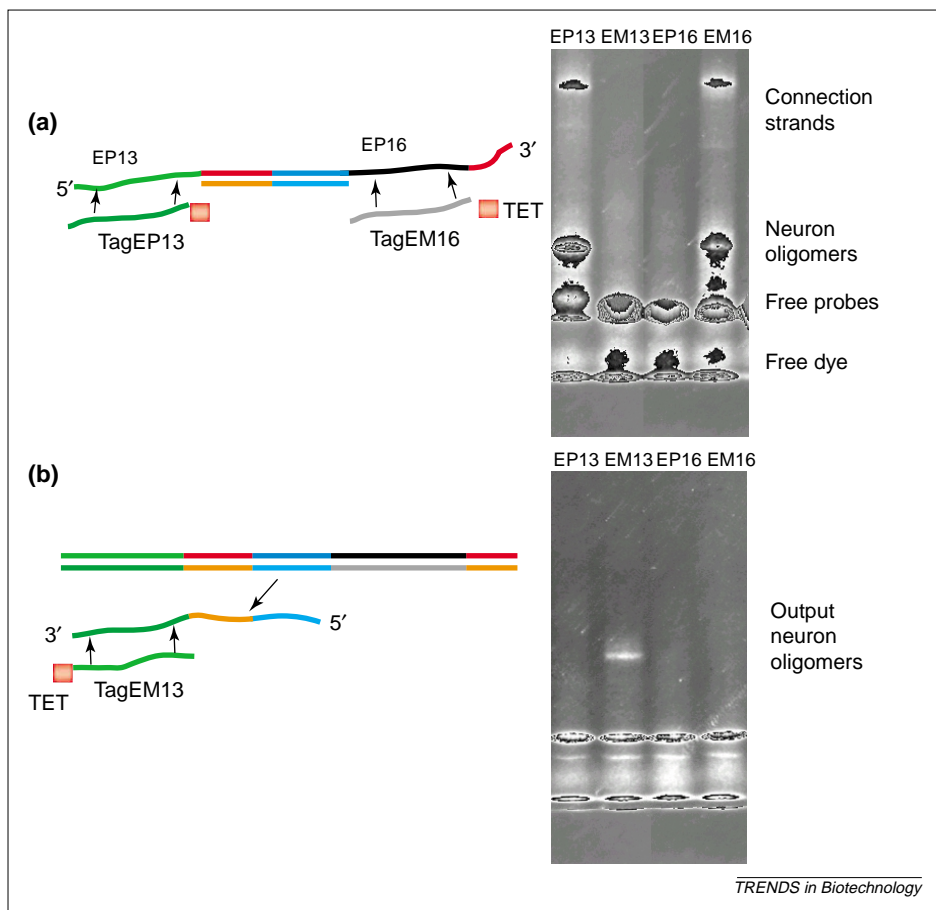 EP13 EM13 EP16 EM16
(a)
Connection
strands
EP13
EP16
3′
5′
TagEP13
TagEM16
TET
Neuron
oligomers
Free probes
Free dye
EP13 EM13 EP16 EM16
(b)
3′
5′
TagEM13
TET
Output
neuron
oligomers
TRENDS in Biotechnology